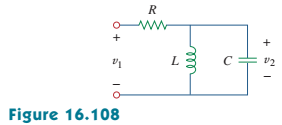 R
+ +
v1 L C v2
– –
Figure 16.108